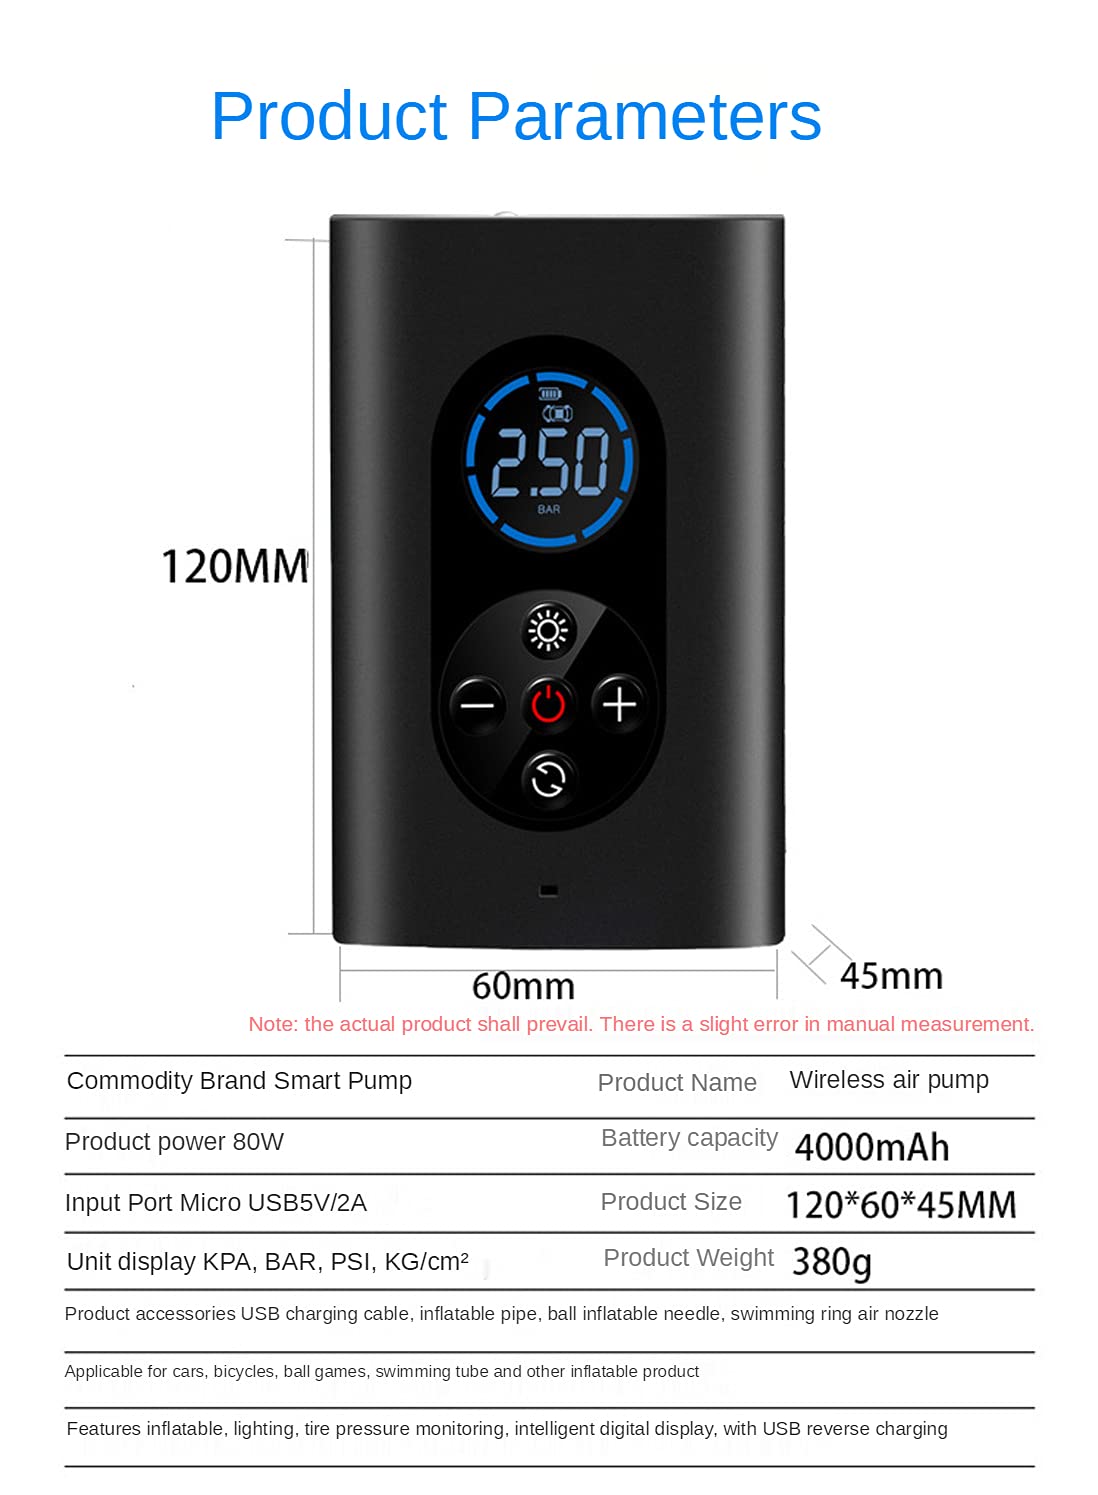 Product Parameters
2.50
BAR
120MM
60mm
45mm
Note: the actual product shall prevail. There is a slight error in manual measurement.
Commodity Brand Smart Pump Product Name Wireless air pump
Product power 80W Battery capacity 4000mAh
Input Port Micro USB5V/2A Product Size 120*60*45MM
Unit display KPA, BAR, PSI, KG/cm² Product Weight 380g
Product accessories USB charging cable, inflatable pipe, ball inflatable needle, swimming ring air nozzle
Applicable for cars, bicycles, ball games, swimming tube and other inflatable product
Features inflatable, lighting, tire pressure monitoring, intelligent digital display, with USB reverse charging